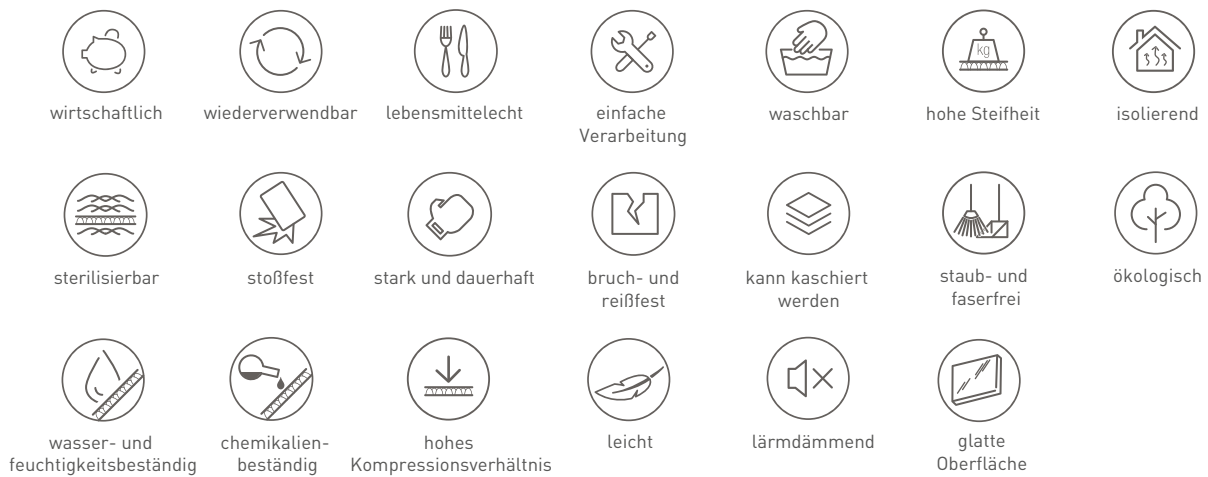 wirtschaftlich
wiederverwendbar
lebensmittelecht
einfache
Verarbeitung
waschbar
kg
hohe Steifheit
isolierend
sterilisierbar
stoßfest
stark und dauerhaft
bruch- und
reißfest
kann kaschiert
werden
staub- und
faserfrei
ökologisch
wasser- und
feuchtigkeitsbeständig
chemikalien-
beständig
hohes
Kompressionsverhältnis
leicht
lärmdämmend
glatte
Oberfläche